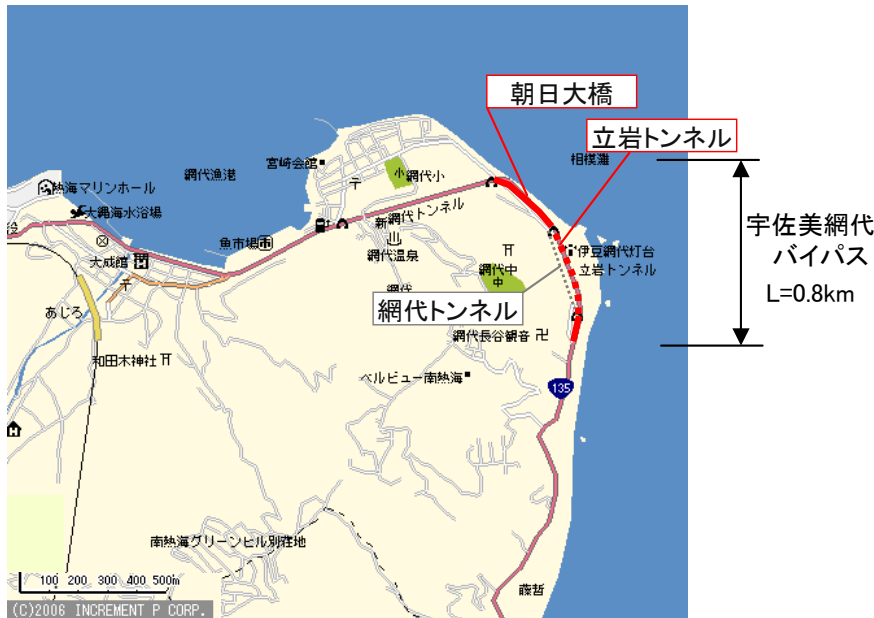 朝日大橋
立岩トンネル
相模灘
宮崎会館
網代漁港
小
網代小
熱海マリンホール
大縄海水浴場
新網代トンネル
宇佐美網代
バイパス
L=0.8km
魚市場
市
網代温泉
伊豆網代灯台
立岩トンネル
大成館
網代中
中
網代
網代トンネル
あじろ
網代長谷観音
和田木神社
ベルビュー南熱海
135
南熱海グリーンヒル別荘地
100 200 300 400 500m
(C)2006 INCREMENT P CORP.